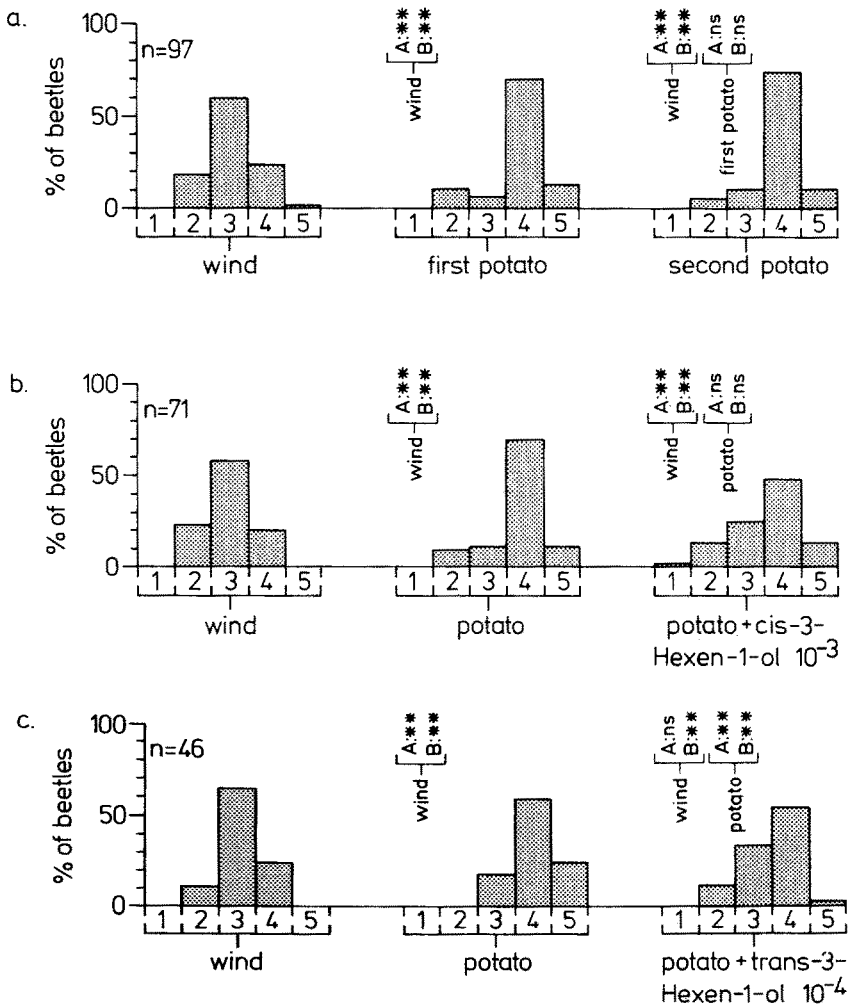 a.
% of beetles
100
50
0
n=97
A:**
B:**
wind
A:**
B:**
wind
A:ns
B:ns
first potato
1 2 3 4 5
1 2 3 4 5
1 2 3 4 5
wind
first potato
second potato
b.
% of beetles
100
50
0
n=71
A:**
B:**
wind
A:**
B:**
wind
A:ns
B:ns
potato
1 2 3 4 5
1 2 3 4 5
1 2 3 4 5
wind
potato
potato+cis-3-
Hexen-1-ol 10⁻³
c.
% of beetles
100
50
0
n=46
A:**
B:**
wind
A:ns
B:**
wind
A:**
B:**
potato
1 2 3 4 5
1 2 3 4 5
1 2 3 4 5
wind
potato
potato+trans-3-
Hexen-1-ol 10⁻⁴